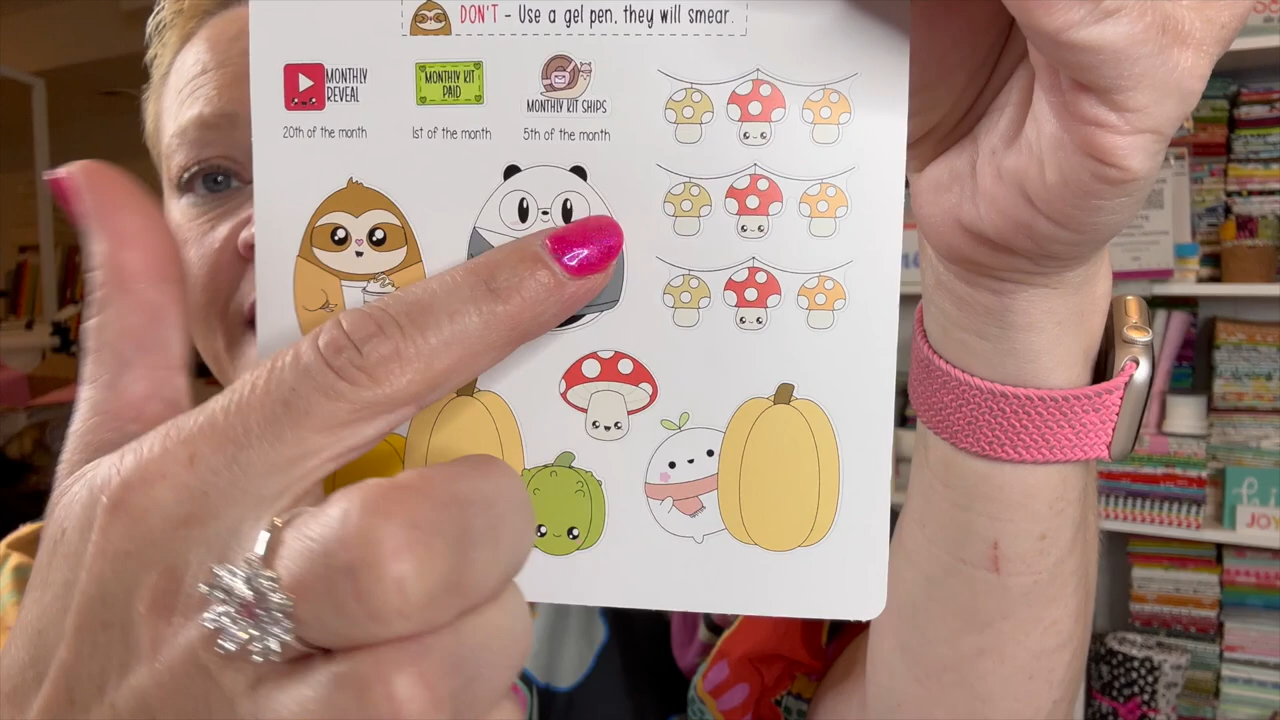 DON'T - Use a gel pen, they will smear.
MONTHLY
REVEAL
20th of the month
MONTHLY KIT
PAID
1st of the month
MONTHLY KIT SHIPS
5th of the month
JOY